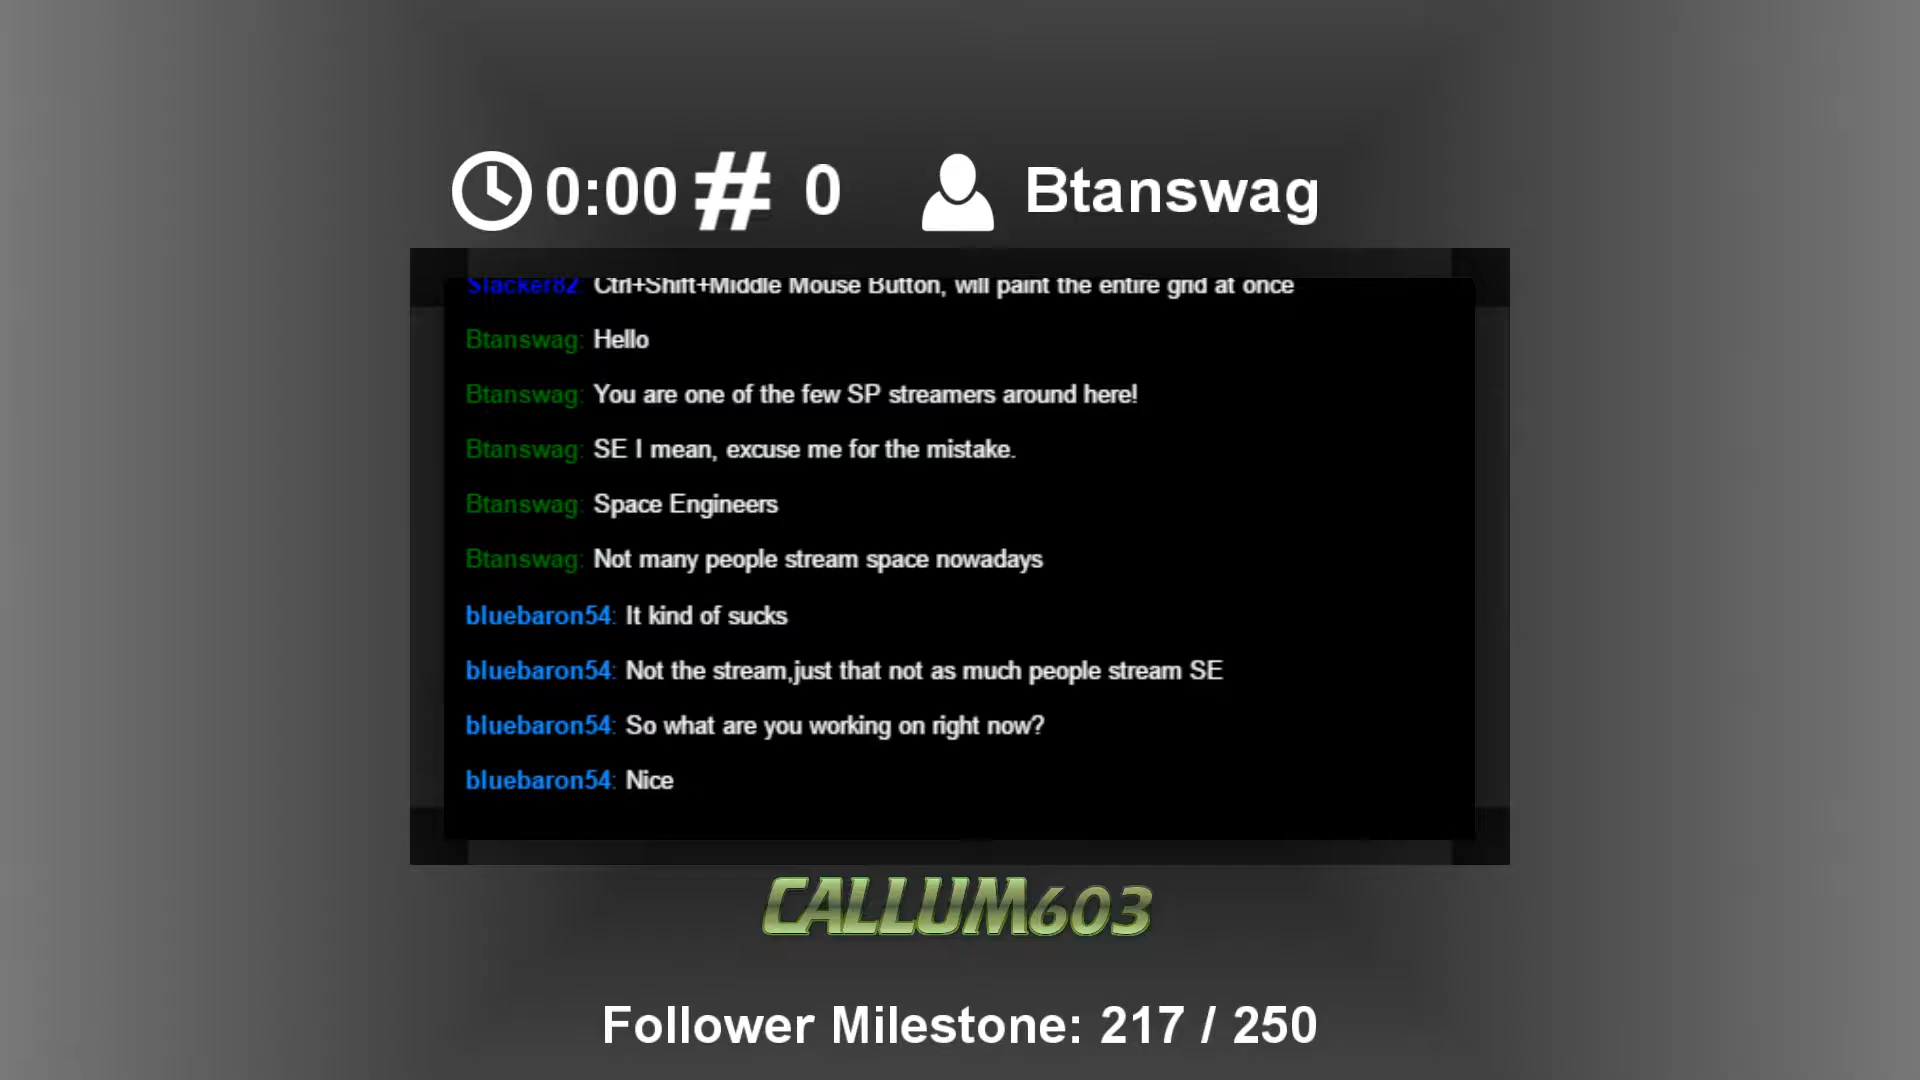 0:00 # 0 Btanswag
Slacker82: Ctrl+Shift+Middle Mouse Button, will paint the entire grid at once
Btanswag: Hello
Btanswag: You are one of the few SP streamers around here!
Btanswag: SE I mean, excuse me for the mistake.
Btanswag: Space Engineers
Btanswag: Not many people stream space nowadays
bluebaron54: It kind of sucks
bluebaron54: Not the stream,just that not as much people stream SE
bluebaron54: So what are you working on right now?
bluebaron54: Nice
CALLUM603
Follower Milestone: 217 / 250